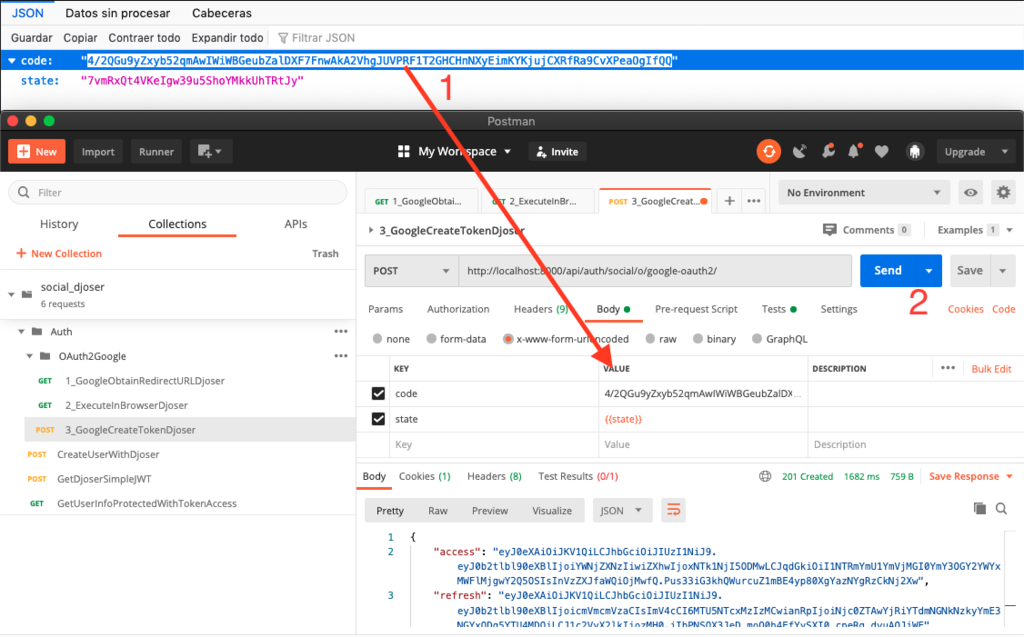 JSON Datos sin procesar Cabeceras
Guardar Copiar Contraer todo Expandir todo Filtrar JSON
code: "4/2QGu9yZxyb52qmAwIWiWBGeubZalDXF7FnwAkA2VhgJUVPRF1T2GHCHnNXyEimKYKjujCXRfRa9CvXPeaOgIfQQ"
state: "7vmRxQt4VKeIgw39u5ShoYMkkUhTRtJy"
1
Postman
New Import Runner My Workspace Invite Upgrade
Filter
History Collections APIs
New Collection Trash
social_djoser
6 requests
Auth
OAuth2Google
GET 1_GoogleObtainRedirectURLDjoser
GET 2_ExecuteInBrowserDjoser
POST 3_GoogleCreateTokenDjoser
POST CreateUserWithDjoser
POST GetDjoserSimpleJWT
GET GetUserInfoProtectedWithTokenAccess
GET 1_GoogleObtai... GET 2_ExecuteInBr... POST 3_GoogleCreat... No Environment
3_GoogleCreateTokenDjoser Comments 0 Examples 1
POST http://localhost:8000/api/auth/social/o/google-oauth2/ Send Save
2
Params Authorization Headers (9) Body Pre-request Script Tests Settings Cookies Code
none form-data x-www-form-urlencoded raw binary GraphQL
KEY VALUE DESCRIPTION Bulk Edit
code 4/2QGu9yZxyb52qmAwIWiWBGeubZalDX...
state {{state}}
Key Value Description
Body Cookies (1) Headers (8) Test Results (0/1) 201 Created 1682 ms 759 B Save Response
Pretty Raw Preview Visualize JSON
1 {
2 "access": "eyJ0eXAiOiJKV1QiLCJhbGciOiJIUzI1NiJ9.
3 "refresh": "eyJ0eXAiOiJKV1QiLCJhbGciOiJIUzI1NiJ9.